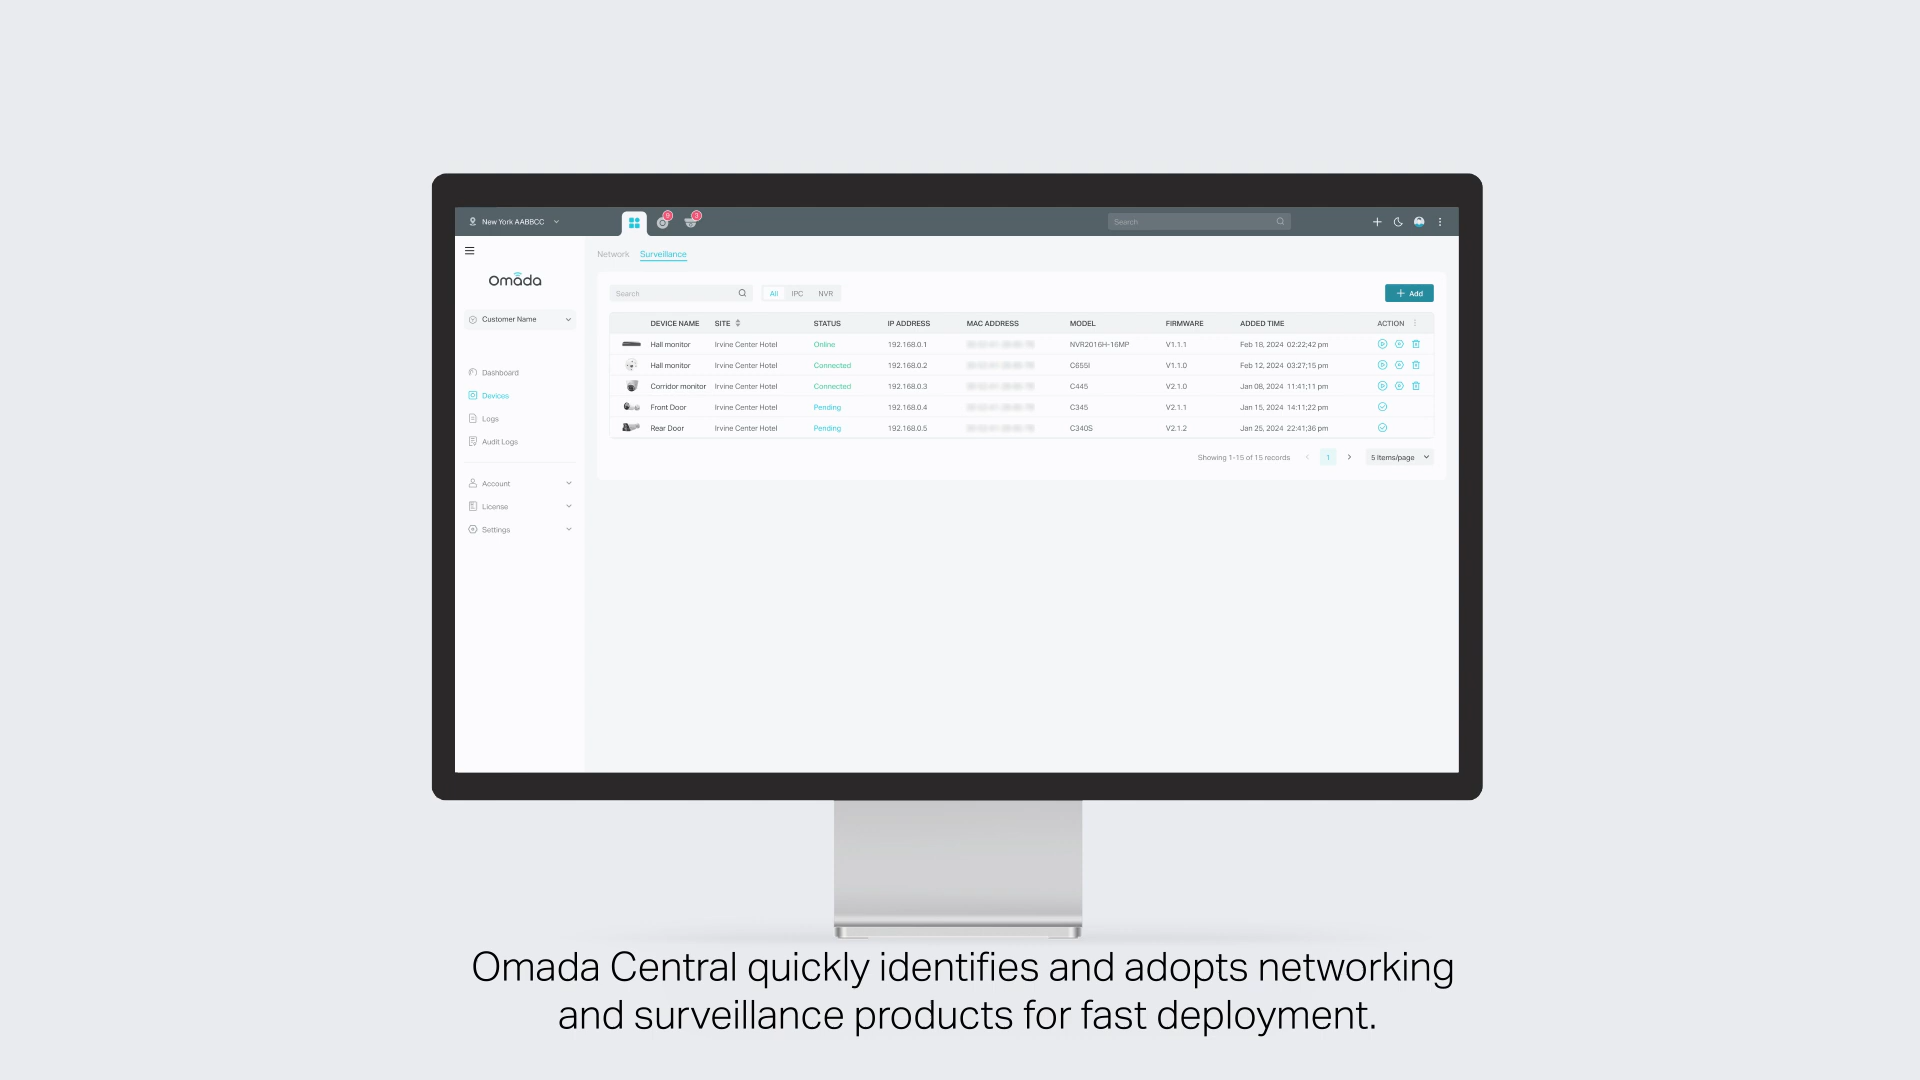 New York AABBCC
9
3
Search
Omada
Customer Name
Dashboard
Devices
Logs
Audit Logs
Account
License
Settings
Network Surveillance
Search
All IPC NVR
+ Add
DEVICE NAME SITE STATUS IP ADDRESS MAC ADDRESS MODEL FIRMWARE ADDED TIME ACTION
Hall monitor Irvine Center Hotel Online 192.168.0.1 NVR2016H-16MP V1.1.1 Feb 18, 2024 02:22;42 pm
Hall monitor Irvine Center Hotel Connected 192.168.0.2 C655I V1.1.0 Feb 12, 2024 03:27;15 pm
Corridor monitor Irvine Center Hotel Connected 192.168.0.3 C445 V2.1.0 Jan 08, 2024 11:41;11 pm
Front Door Irvine Center Hotel Pending 192.168.0.4 C345 V2.1.1 Jan 15, 2024 14:11;22 pm
Rear Door Irvine Center Hotel Pending 192.168.0.5 C340S V2.1.2 Jan 25, 2024 22:41;36 pm
Showing 1-15 of 15 records < 1 > 5 Items/page
Omada Central quickly identifies and adopts networking
and surveillance products for fast deployment.